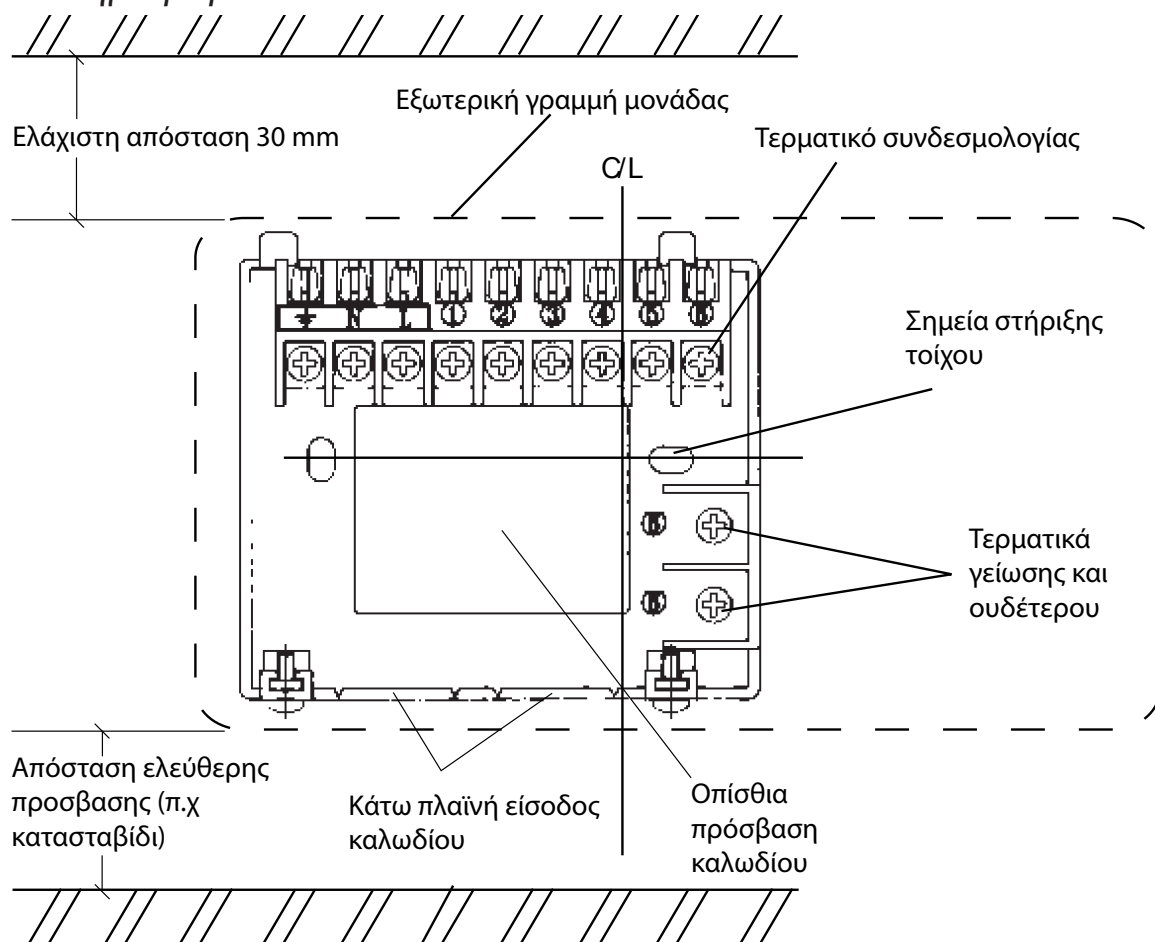 Εξωτερική γραμμή μονάδας
Ελάχιστη απόσταση 30 mm
Τερματικό συνδεσμολογίας
C/L
N L 1 2 3 4 5 6
Σημεία στήριξης
τοίχου
Τερματικά
γείωσης και
ουδέτερου
Απόσταση ελεύθερης
προσβασης (π.χ
κατασταβίδι)
Κάτω πλαϊνή είσοδος
καλωδίου
Οπίσθια
πρόσβαση
καλωδίου